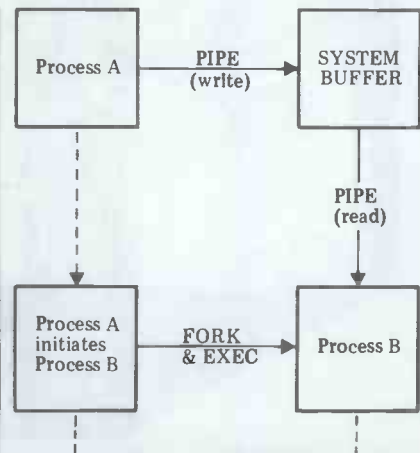 Process A
PIPE
(write)
SYSTEM
BUFFER
PIPE
(read)
Process A
initiates
Process B
FORK
& EXEC
Process B